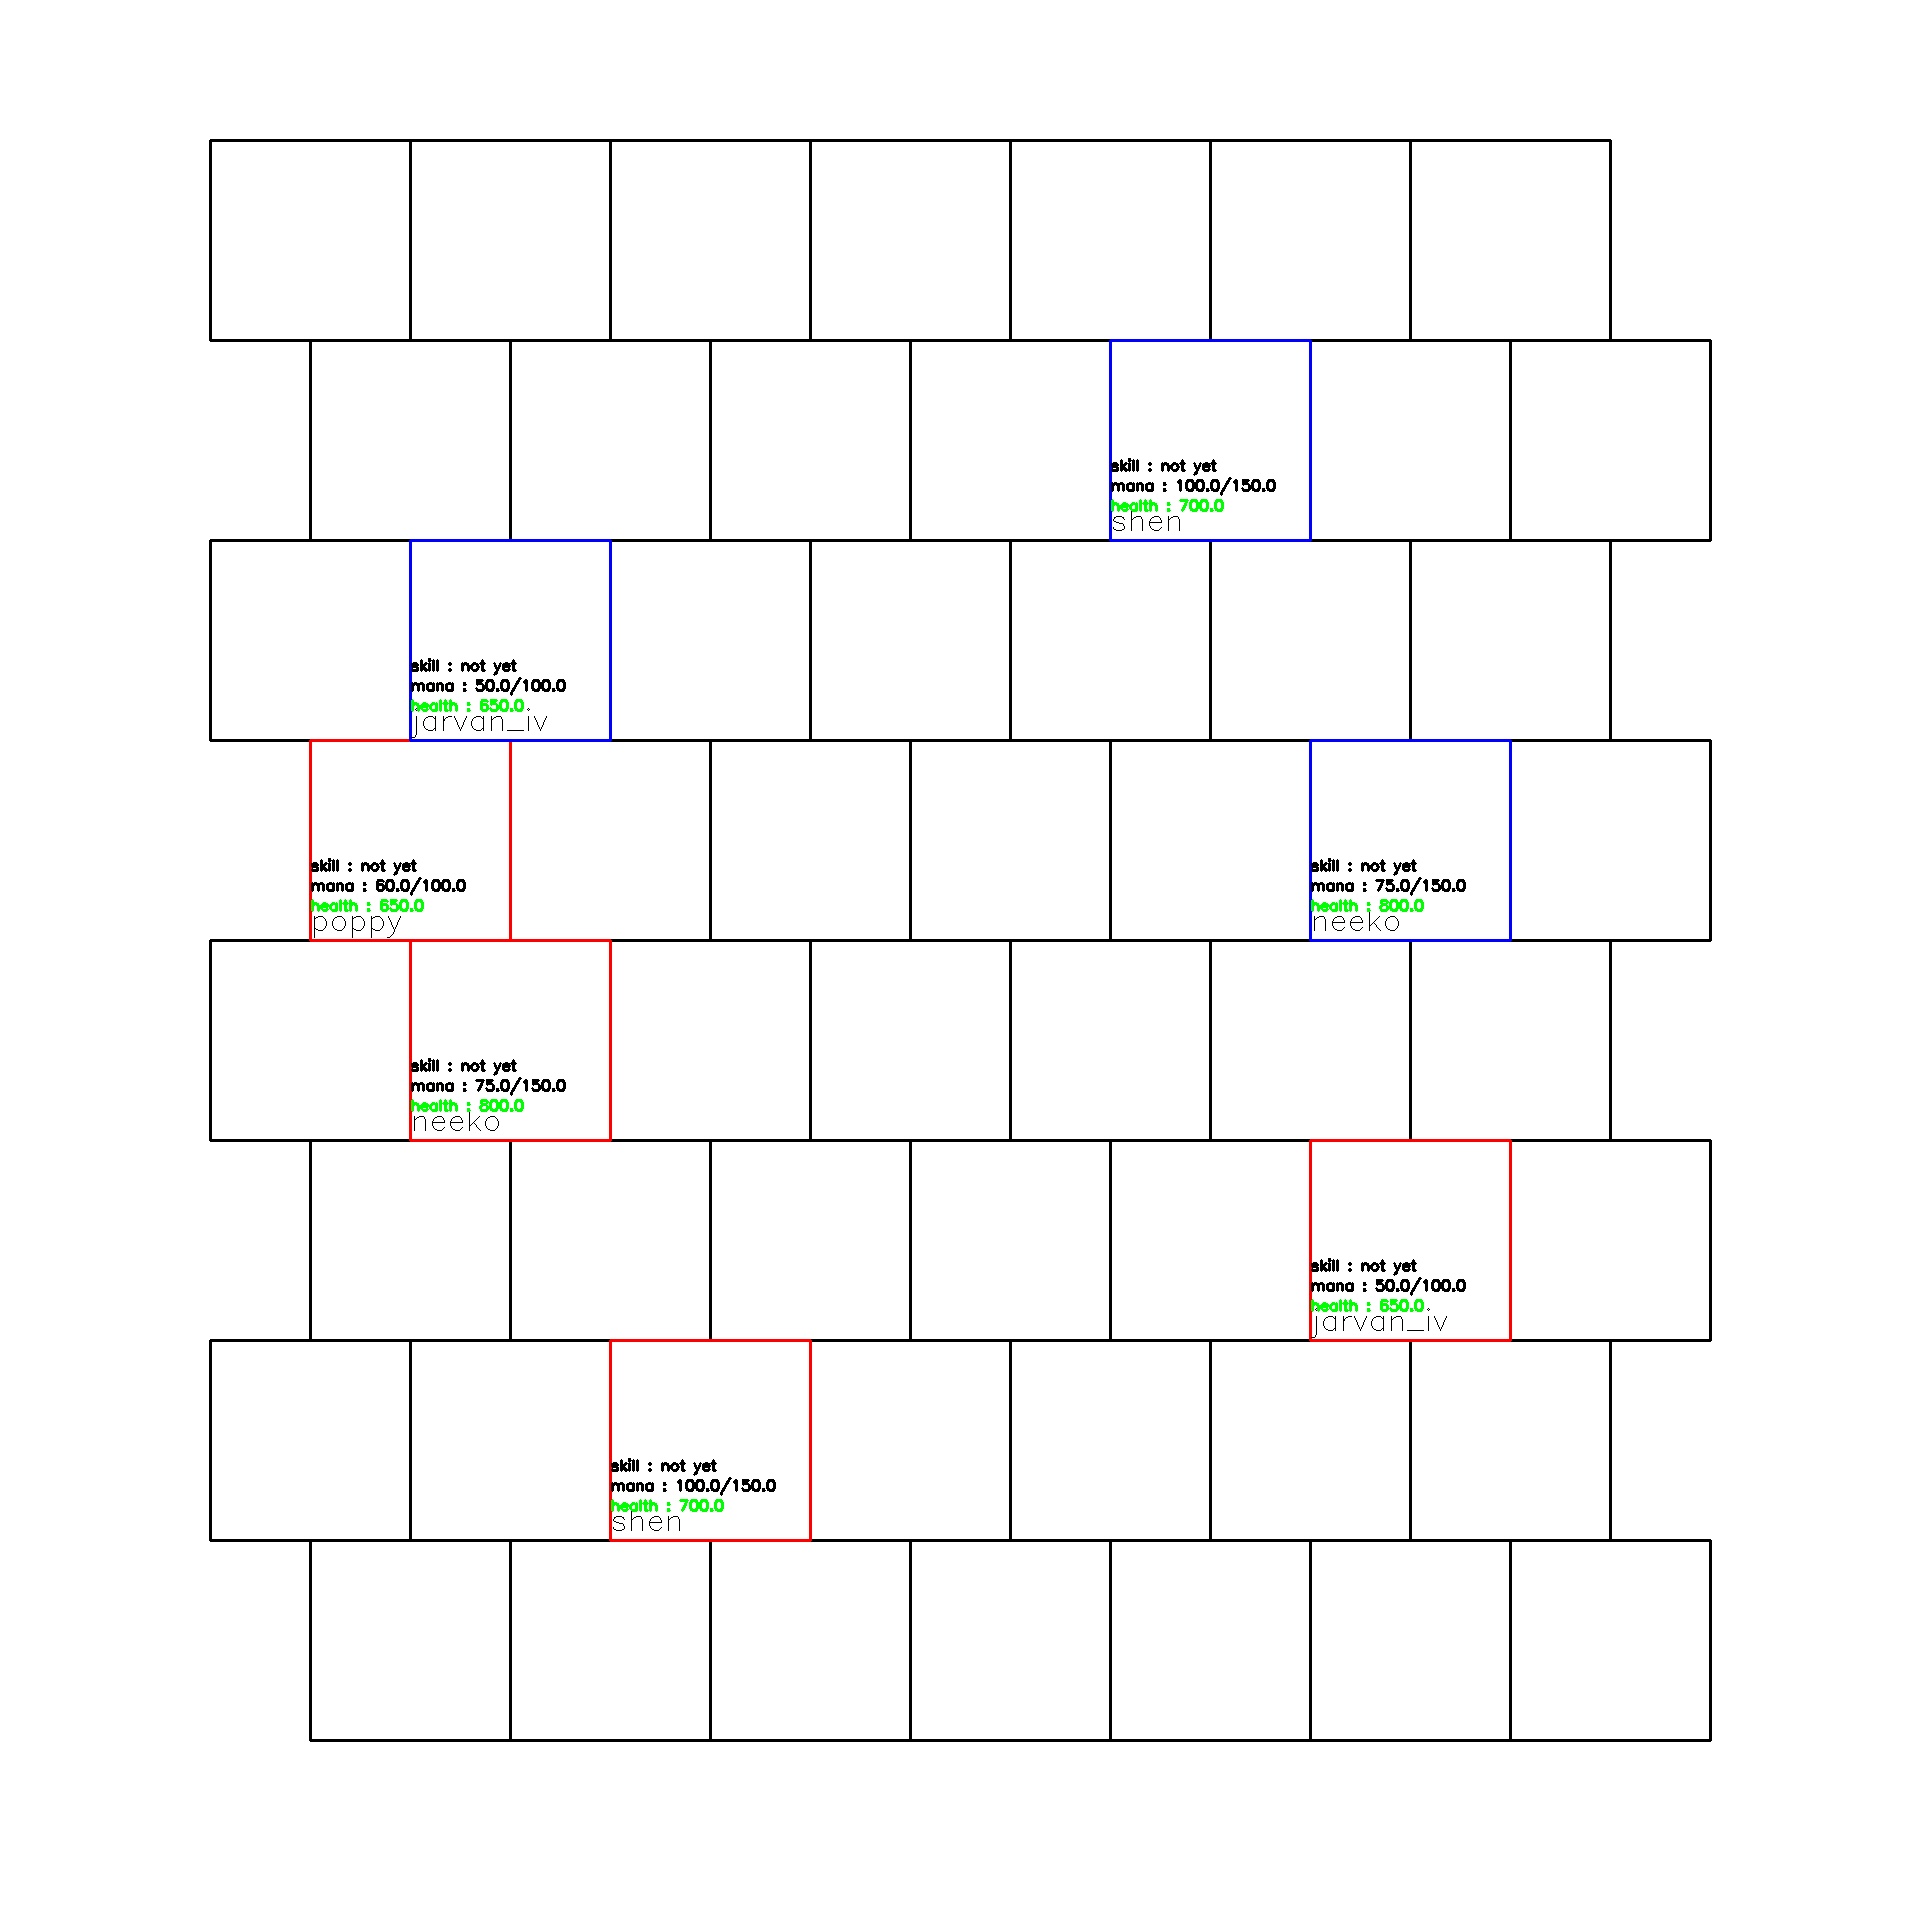 skill : not yet
mana : 100.0/150.0
health : 700.0
shen
skill : not yet
mana : 50.0/100.0
health : 650.0
jarvan_iv
skill : not yet
mana : 60.0/100.0
health : 650.0
poppy
skill : not yet
mana : 75.0/150.0
health : 800.0
neeko
skill : not yet
mana : 75.0/150.0
health : 800.0
neeko
skill : not yet
mana : 50.0/100.0
health : 650.0
jarvan_iv
skill : not yet
mana : 100.0/150.0
health : 700.0
shen